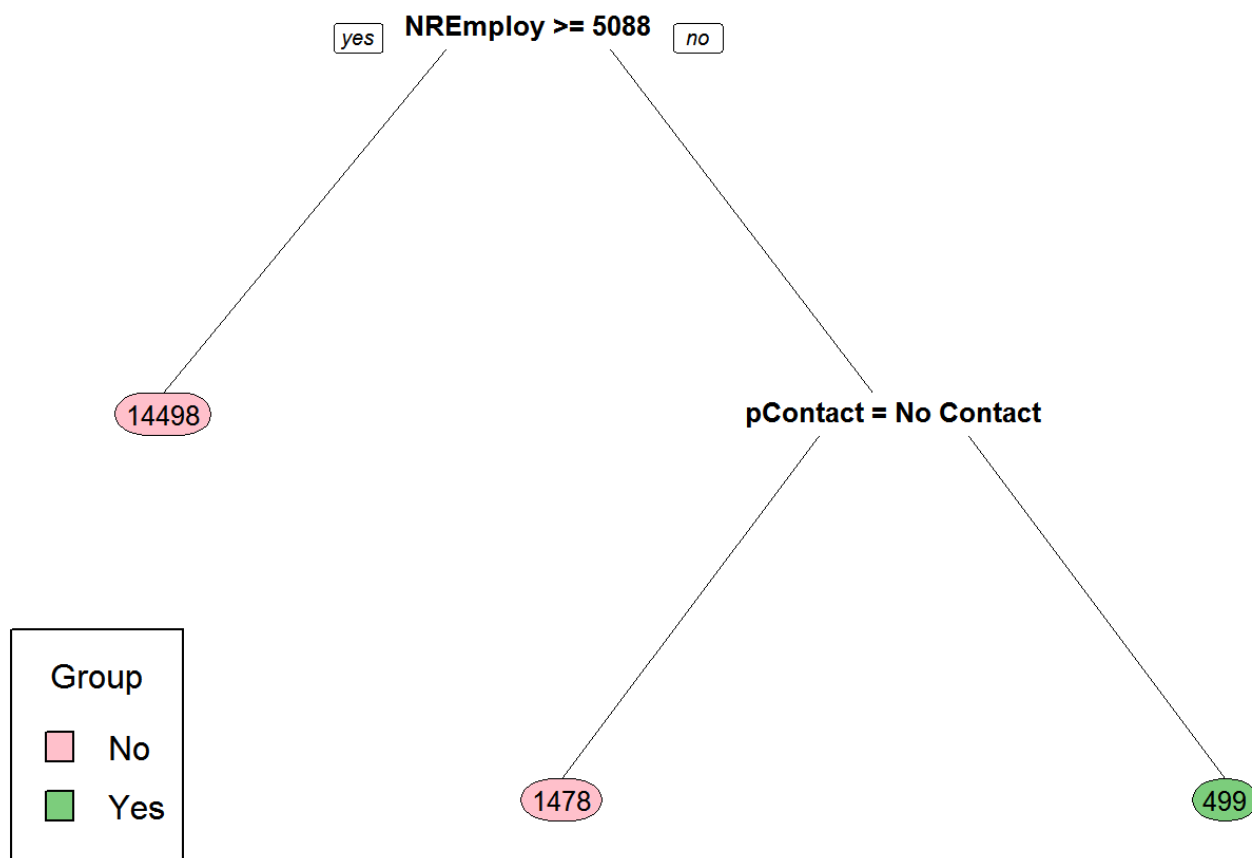 yes NREmploy >= 5088 no
14498
pContact = No Contact
Group
No
Yes
1478
499